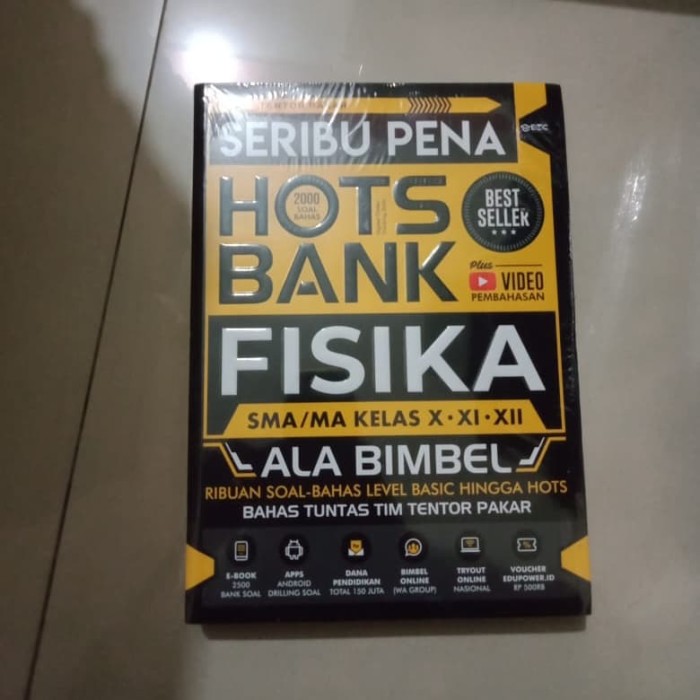 SERIBU PENA
HOTS
2000
SOAL
BAHAS
BEST
SELLER
BANK
Plus
VIDEO
PEMBAHASAN
FISIKA
SMA/MA KELAS X • XI • XII
ALA BIMBEL
RIBUAN SOAL-BAHAS LEVEL BASIC HINGGA HOTS
BAHAS TUNTAS TIM TENTOR PAKAR
E-BOOK
2500
BANK SOAL
APPS
ANDROID
DRILLING SOAL
DANA
PENDIDIKAN
TOTAL 150 JUTA
BIMBEL
ONLINE
(WA GROUP)
TRYOUT
ONLINE
NASIONAL
VOUCHER
EDUPOWER.ID
RP 500RB